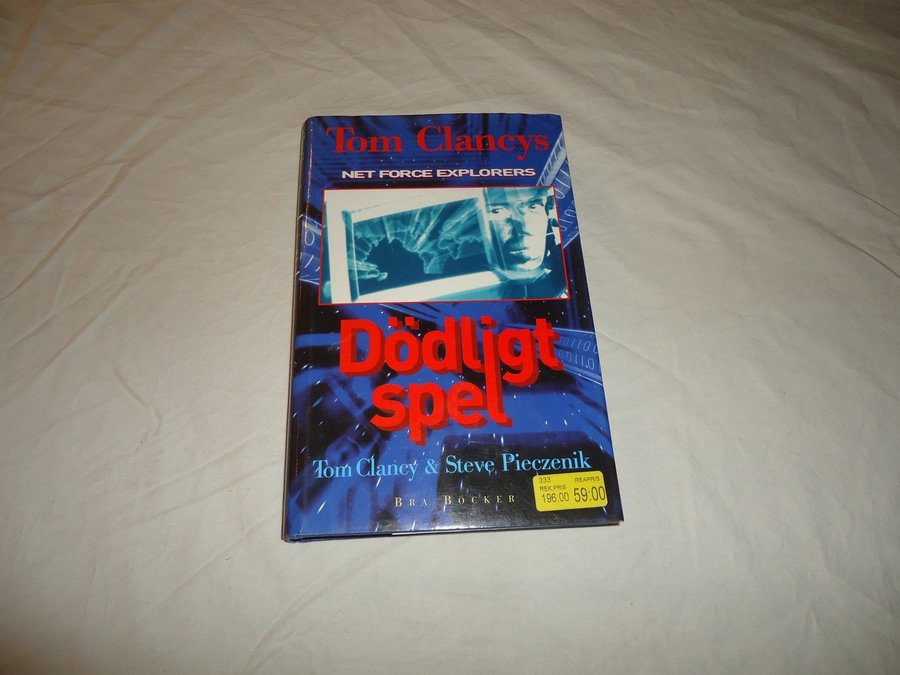 Tom Clancys
NET FORCE EXPLORERS
Dödligt
spel
Tom Clancy & Steve Pieczenik
BRA BÖCKER
333
REK.PRIS REAPRIS
196:00 59:00